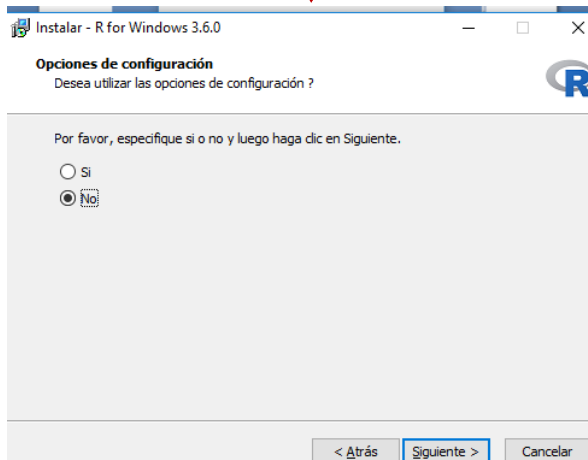 Instalar - R for Windows 3.6.0
Opciones de configuración
Desea utilizar las opciones de configuración ?
R
Por favor, especifique si o no y luego haga clic en Siguiente.
Si
No
< Atrás
Siguiente >
Cancelar